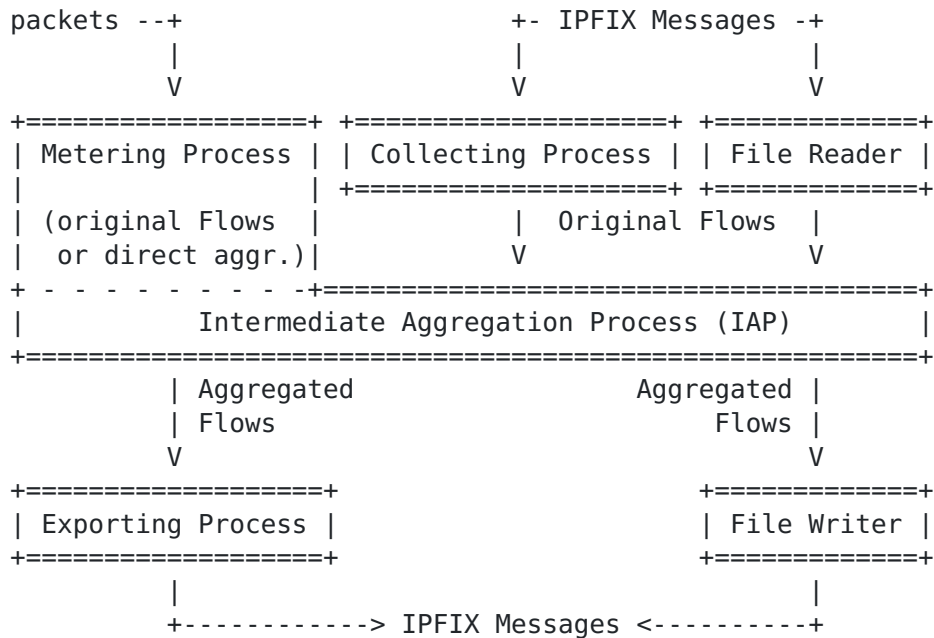 packets --+                     +- IPFIX Messages -+
          |                     |                  |
          V                     V                  V
+==================+ +====================+ +=============+
| Metering Process | | Collecting Process | | File Reader |
|                  | +====================+ +=============+
| (original Flows  |            |  Original Flows  |
|  or direct aggr.)|            V                  V
+ - - - - - - - - -+======================================+
|           Intermediate Aggregation Process (IAP)        |
+=========================================================+
          | Aggregated                  Aggregated |
          | Flows                            Flows |
          V                                        V
+===================+                       +=============+
| Exporting Process |                       | File Writer |
+===================+                       +=============+
          |                                        |
          +------------> IPFIX Messages <----------+